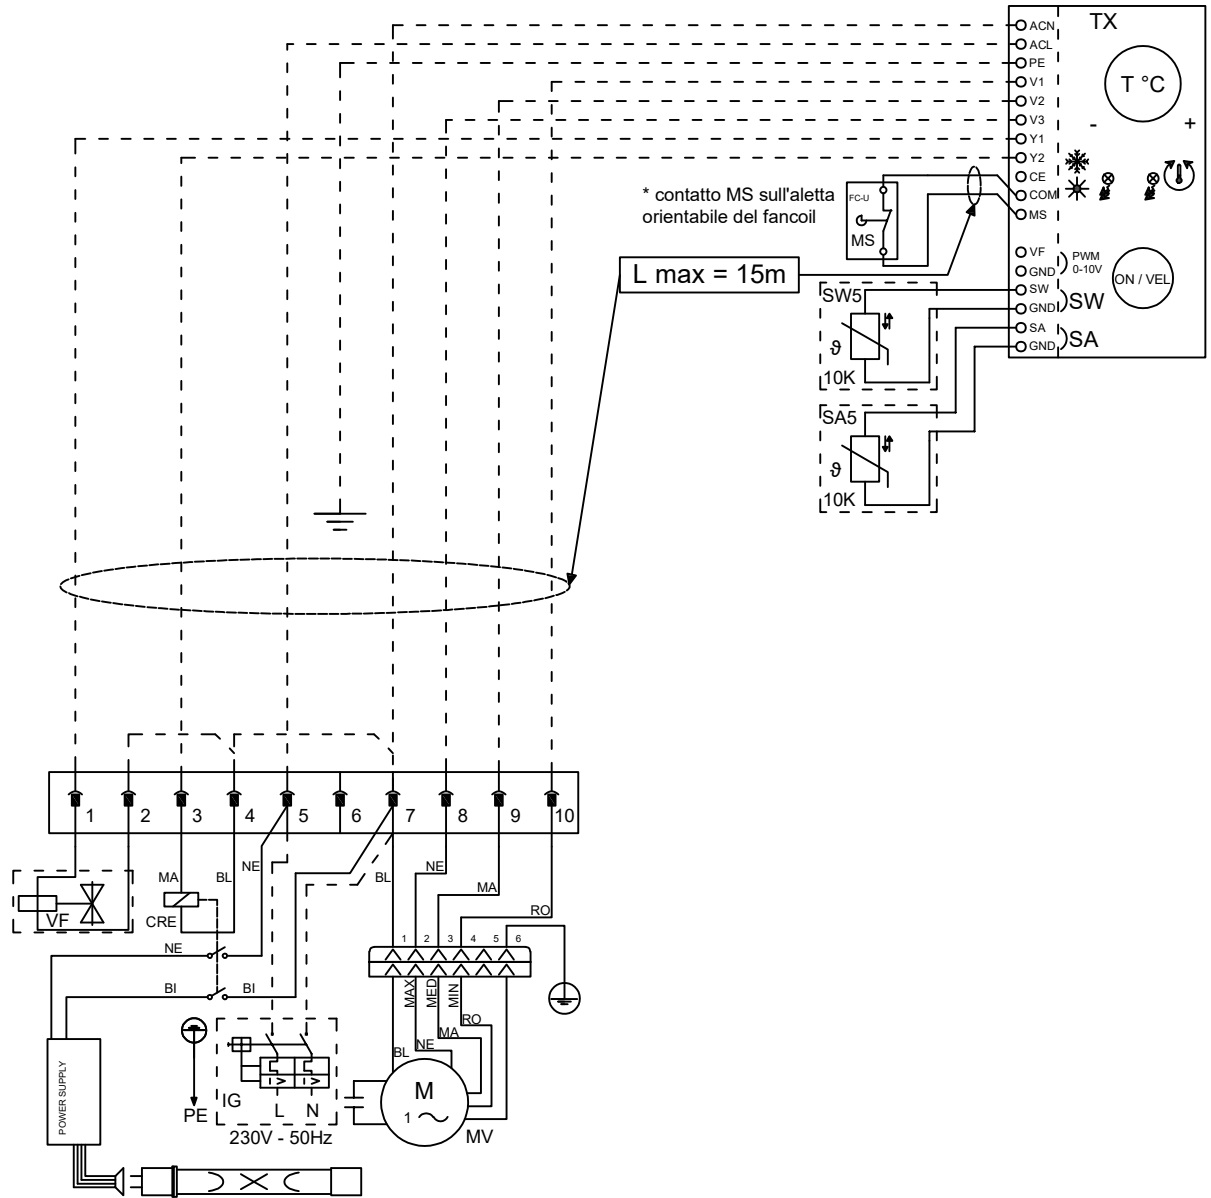 TX
ACN
ACL
PE
V1
V2
V3
Y1
Y2
CE
COM
MS
T °C
-
+
VF
GND
PWM
0-10V
SW
GND
SW
SA
GND
SA
ON / VEL
* contatto MS sull'aletta
orientabile del fancoil
FC-U
MS
L max = 15m
SW5
ϑ
10K
SA5
ϑ
10K
1
2
3
4
5
6
7
8
9
10
VF
MA
BL
NE
CRE
NE
BI
BI
BL
NE
MA
RO
1
2
3
4
5
6
MAX
MED
MIN
RO
MA
NE
BL
POWER SUPPLY
PE
IG
L
N
230V - 50Hz
M
1
MV